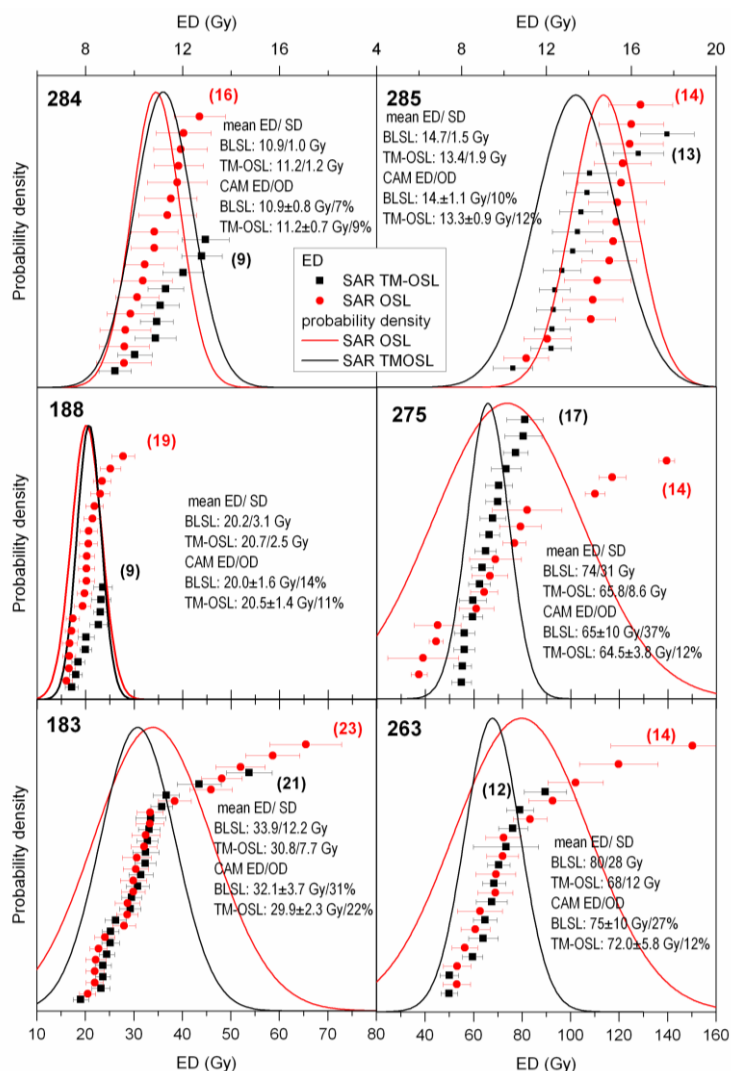 ED (Gy)
ED (Gy)
8 12 16 20
4 8 12 16 20
284
(16)
mean ED/ SD
BLSL: 10.9/1.0 Gy
TM-OSL: 11.2/1.2 Gy
CAM ED/OD
BLSL: 10.9±0.8 Gy/7%
TM-OSL: 11.2±0.7 Gy/9%
(9)
285
(14)
mean ED/ SD
BLSL: 14.7/1.5 Gy
TM-OSL: 13.4/1.9 Gy
(13)
CAM ED/OD
BLSL: 14.±1.1 Gy/10%
TM-OSL: 13.3±0.9 Gy/12%
ED
SAR TM-OSL
SAR OSL
probability density
SAR OSL
SAR TMOSL
Probability density
188
(19)
mean ED/ SD
BLSL: 20.2/3.1 Gy
TM-OSL: 20.7/2.5 Gy
CAM ED/OD
BLSL: 20.0±1.6 Gy/14%
TM-OSL: 20.5±1.4 Gy/11%
(9)
Probability density
275
(17)
(14)
mean ED/ SD
BLSL: 74/31 Gy
TM-OSL: 65.8/8.6 Gy
CAM ED/OD
BLSL: 65±10 Gy/37%
TM-OSL: 64.5±3.8 Gy/12%
183
(23)
(21)
mean ED/ SD
BLSL: 33.9/12.2 Gy
TM-OSL: 30.8/7.7 Gy
CAM ED/OD
BLSL: 32.1±3.7 Gy/31%
TM-OSL: 29.9±2.3 Gy/22%
Probability density
263
(14)
(12)
mean ED/ SD
BLSL: 80/28 Gy
TM-OSL: 68/12 Gy
CAM ED/OD
BLSL: 75±10 Gy/27%
TM-OSL: 72.0±5.8 Gy/12%
10 20 30 40 50 60 70 80
40 60 80 100 120 140 160
ED (Gy)
ED (Gy)